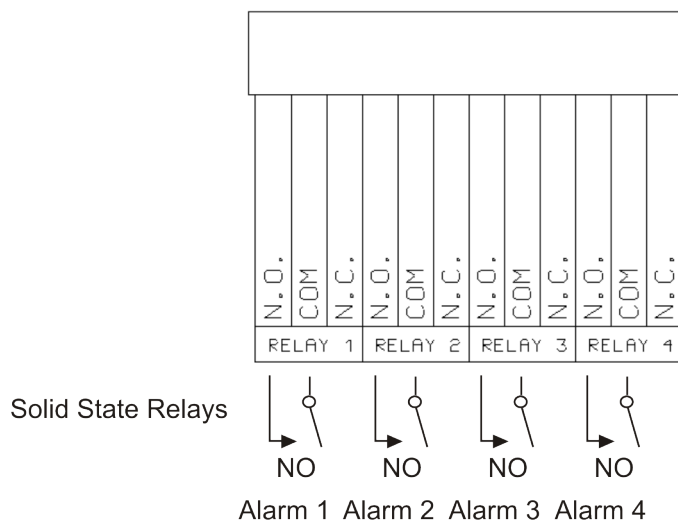 N.O. COM N.C. N.O. COM N.C. N.O. COM N.C. N.O. COM N.C.
RELAY 1 RELAY 2 RELAY 3 RELAY 4
Solid State Relays
NO NO NO NO
Alarm 1 Alarm 2 Alarm 3 Alarm 4